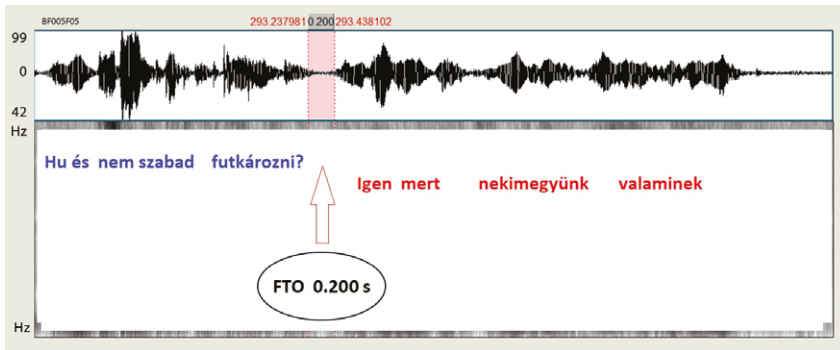 BF005F05 293.237981 0.200 293.438102
99
0
42
Hz
Hu és nem szabad futkározni?
Igen mert nekimegyünk valaminek
FTO 0.200 s
Hz